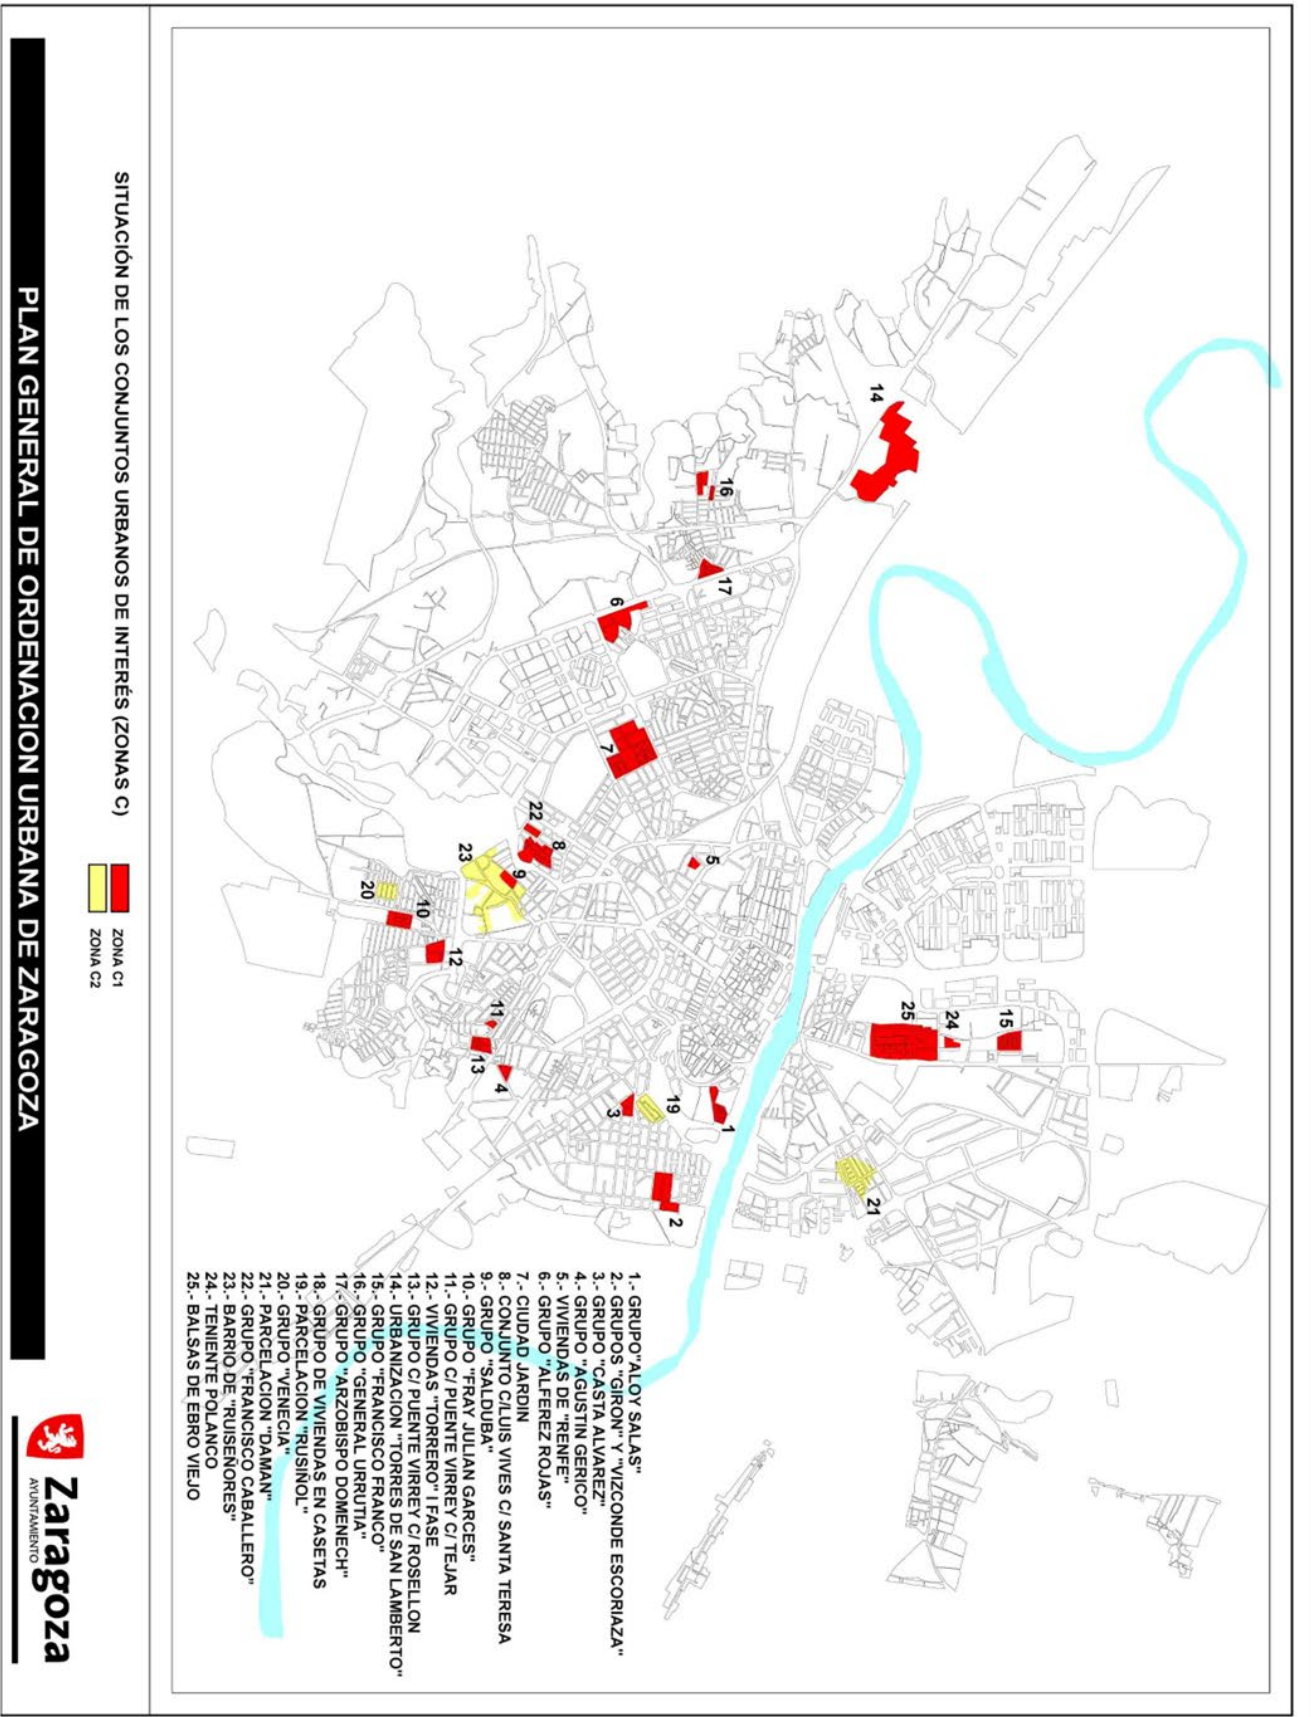 14
16
17
6
7
22
8
23
9
5
20
10
12
11
13
4
25
24
15
3
19
1
2
21
1.- GRUPO"ALOY SALAS"
2.- GRUPOS "GIRON" Y "VIZCONDE ESCORIAZA"
3.- GRUPO "CASTA ALVAREZ"
4.- GRUPO "AGUSTIN GERICO"
5.- VIVIENDAS DE "RENFE"
6.- GRUPO "ALFEREZ ROJAS"
7.- CIUDAD JARDIN
8.- CONJUNTO C/LUIS VIVES C/ SANTA TERESA
9.- GRUPO "SALDUBA"
10.- GRUPO "FRAY JULIAN GARCES"
11.- GRUPO C/ PUENTE VIRREY C/ TEJAR
12.- VIVIENDAS "TORRERO" I FASE
13.- GRUPO C/ PUENTE VIRREY C/ ROSELLON
14.- URBANIZACION "TORRES DE SAN LAMBERTO"
15.- GRUPO "FRANCISCO FRANCO"
16.- GRUPO "GENERAL URRUTIA"
17.- GRUPO "ARZOBISPO DOMENECH"
18.- GRUPO DE VIVIENDAS EN CASETAS
19.- PARCELACION "RUSIÑOL"
20.- GRUPO "VENECIA"
21.- PARCELACION "DAMAN"
22.- GRUPO "FRANCISCO CABALLERO"
23.- BARRIO DE "RUISEÑORES"
24.- TENIENTE POLANCO
25.- BALSAS DE EBRO VIEJO
SITUACIÓN DE LOS CONJUNTOS URBANOS DE INTERÉS (ZONAS C)
ZONA C1
ZONA C2
PLAN GENERAL DE ORDENACION URBANA DE ZARAGOZA
Zaragoza
AYUNTAMIENTO